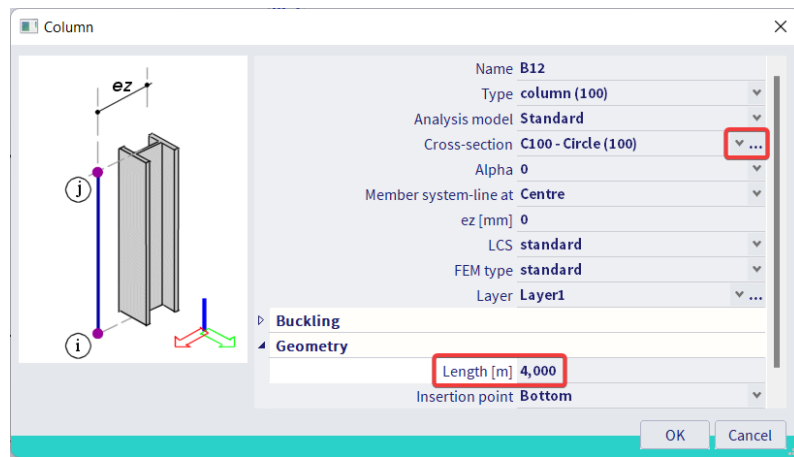 Column
ez
j
i
Name B12
Type column (100)
Analysis model Standard
Cross-section C100 - Circle (100) ...
Alpha 0
Member system-line at Centre
ez [mm] 0
LCS standard
FEM type standard
Layer Layer1 ...
Buckling
Geometry
Length [m] 4,000
Insertion point Bottom
OK Cancel